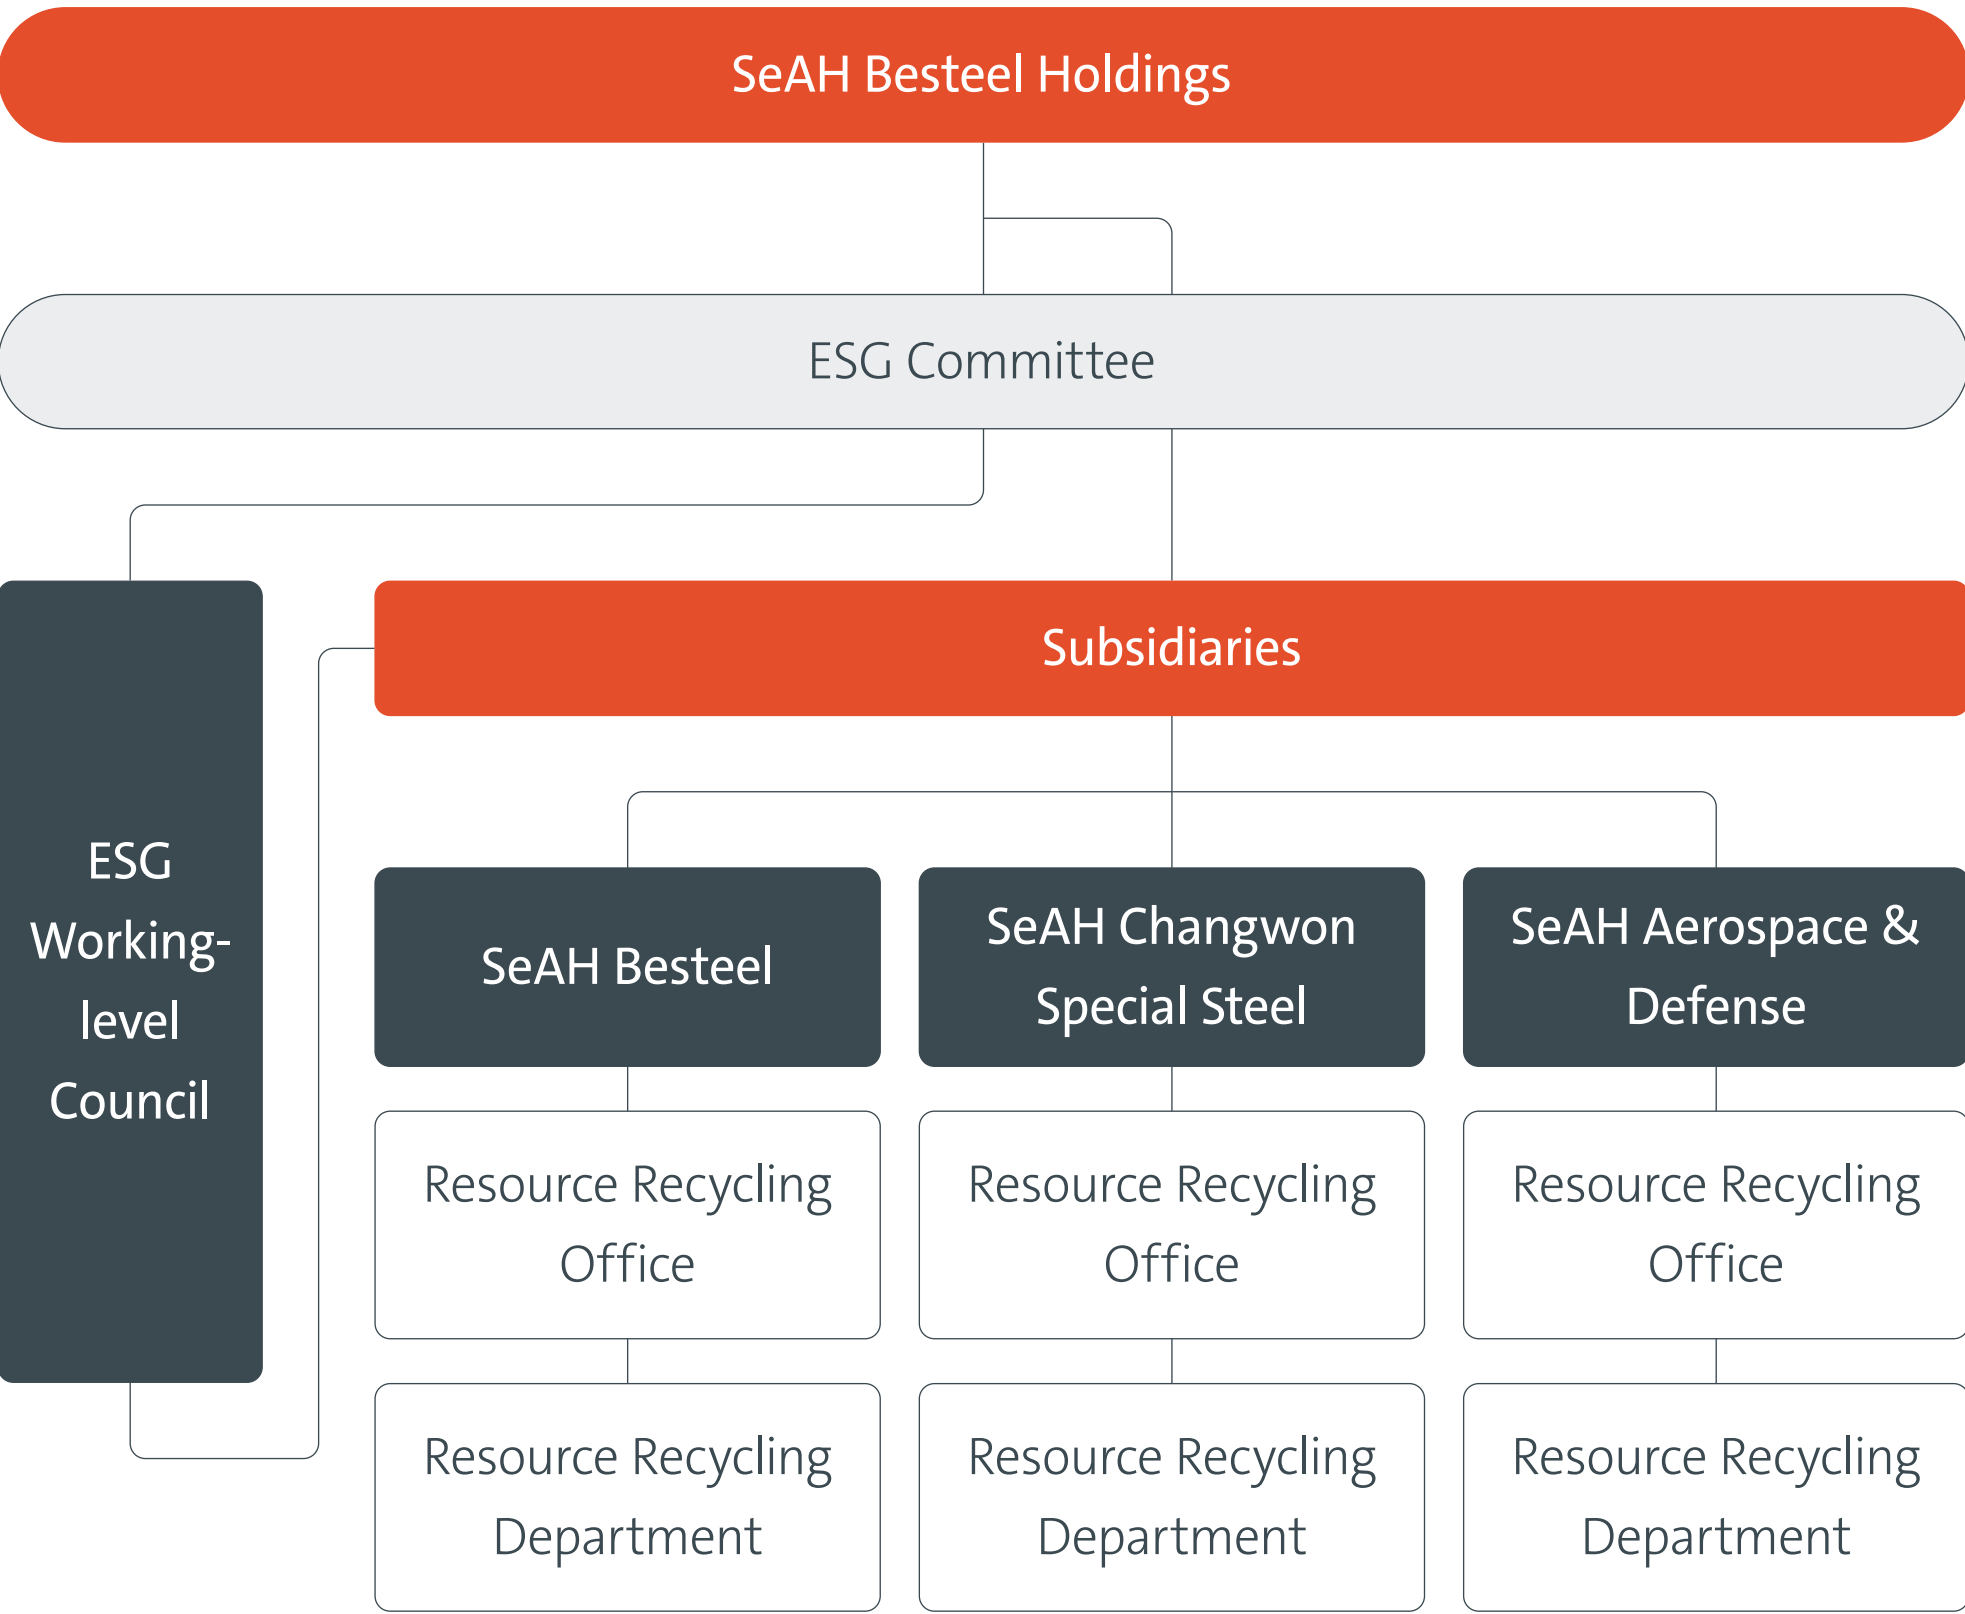 SeAH Besteel Holdings
ESG Committee
ESG
Working-
level
Council
Subsidiaries
SeAH Besteel
SeAH Changwon
Special Steel
SeAH Aerospace &
Defense
Resource Recycling
Office
Resource Recycling
Office
Resource Recycling
Office
Resource Recycling
Department
Resource Recycling
Department
Resource Recycling
Department